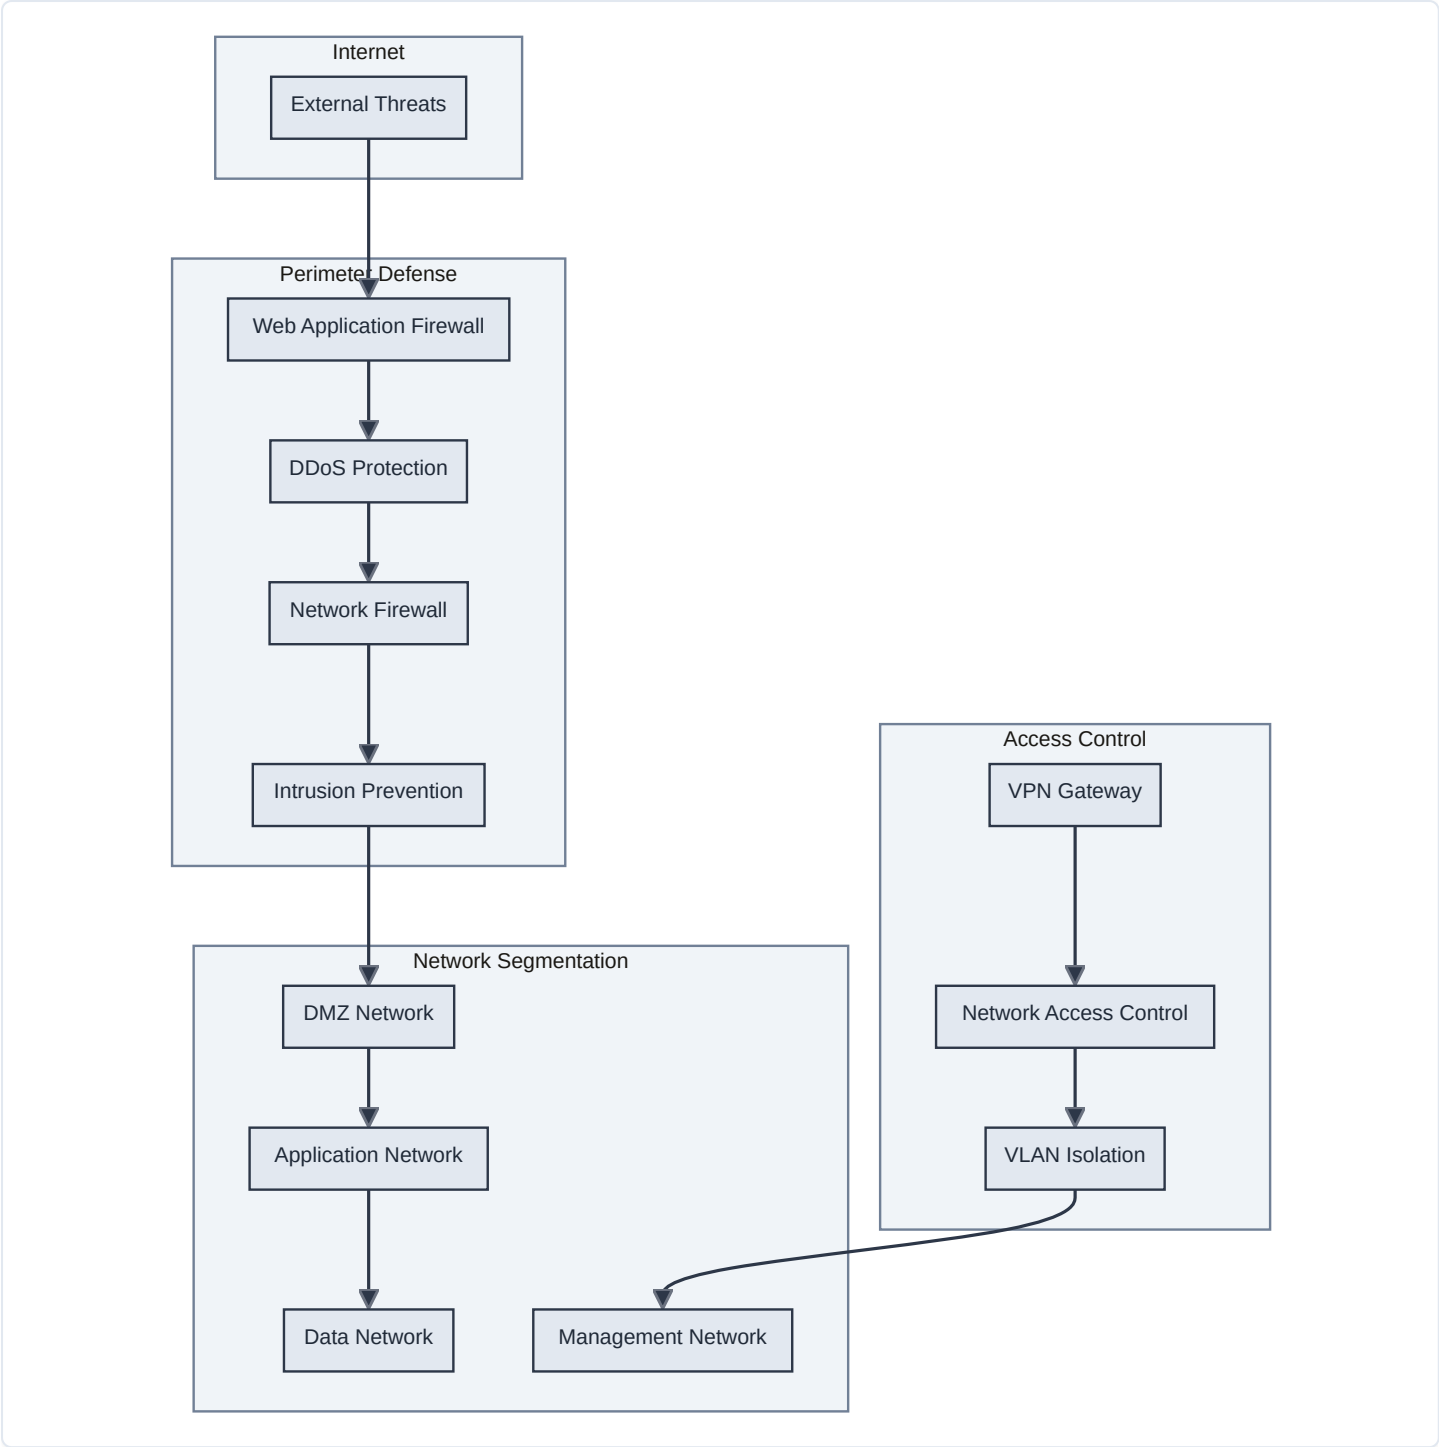 Internet
External Threats
Perimeter Defense
Web Application Firewall
DDoS Protection
Network Firewall
Intrusion Prevention
Access Control
VPN Gateway
Network Segmentation
DMZ Network
Network Access Control
Application Network
VLAN Isolation
Data Network
Management Network